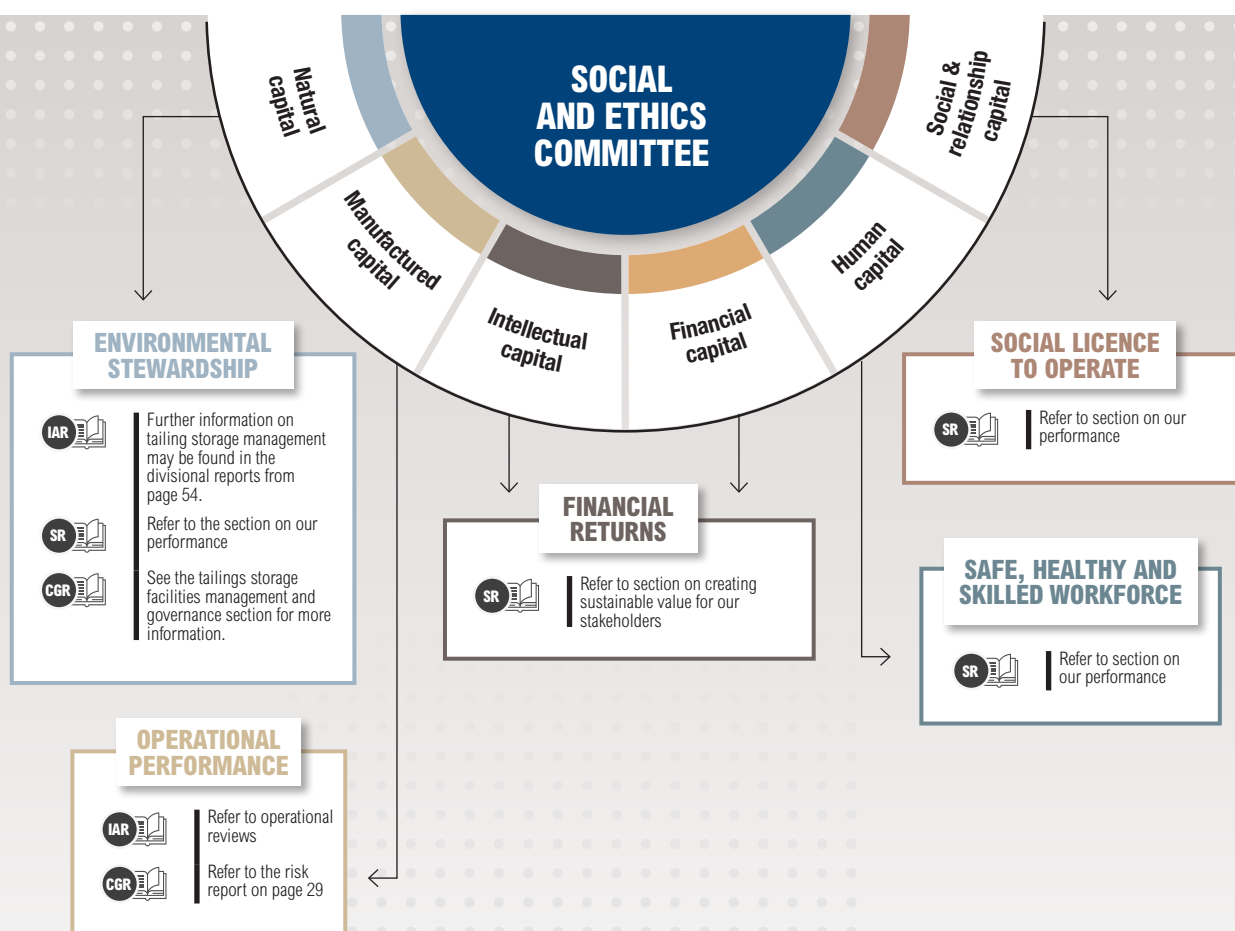 SOCIAL
AND ETHICS
COMMITTEE
Natural
capital
Manufactured
capital
Intellectual
capital
Financial
capital
Human
capital
Social &
relationship
capital
ENVIRONMENTAL
STEWARDSHIP
IAR
Further information on
tailing storage management
may be found in the
divisional reports from
page 54.
SR
Refer to the section on our
performance
CGR
See the tailings storage
facilities management and
governance section for more
information.
OPERATIONAL
PERFORMANCE
IAR
Refer to operational
reviews
CGR
Refer to the risk
report on page 29
FINANCIAL
RETURNS
SR
Refer to section on creating
sustainable value for our
stakeholders
SOCIAL LICENCE
TO OPERATE
SR
Refer to section on our
performance
SAFE, HEALTHY AND
SKILLED WORKFORCE
SR
Refer to section on
our performance